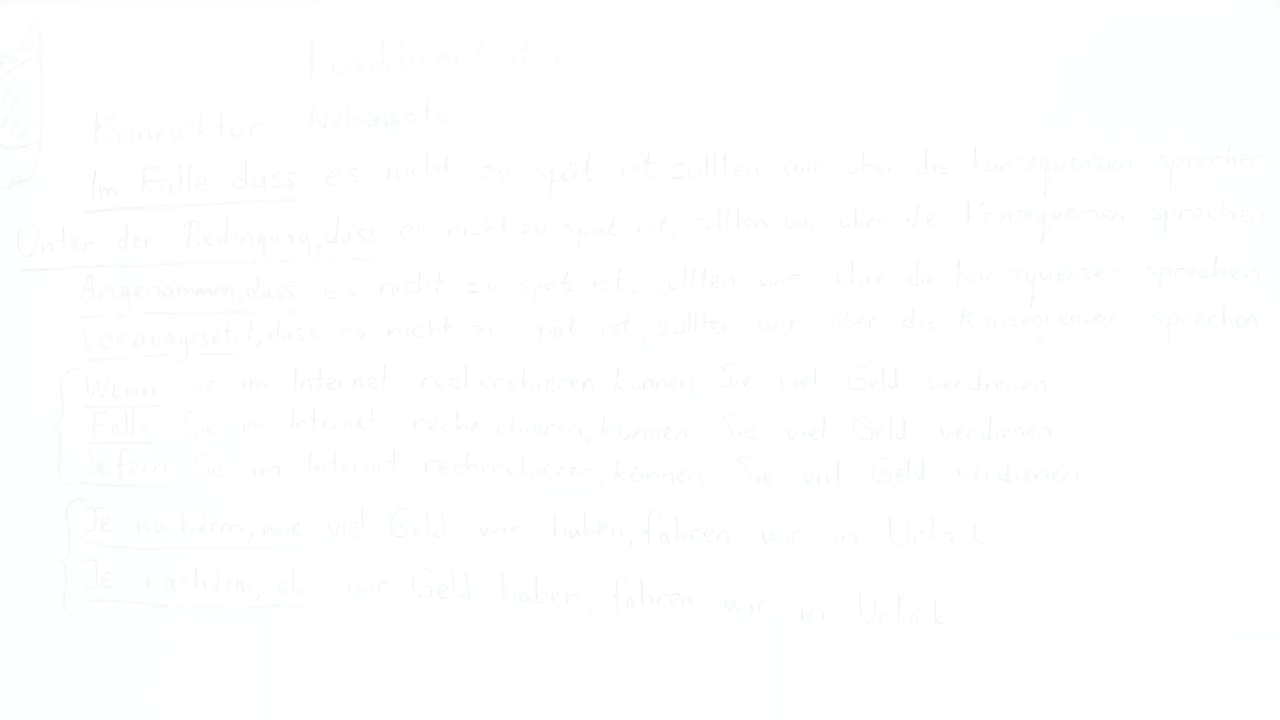 Konditionalsätze
Konnektor Nebensatz
Im Falle dass es nicht zu spät ist sollten wir über die Konsequenzen sprechen
Unter der Bedingung, dass es nicht zu spät ist, sollten wir über die Konsequenzen sprechen
Angenommen, dass es nicht zu spät ist, sollten wir über die Konsequenzen sprechen
Vorausgesetzt, dass es nicht zu spät ist, sollten wir über die Konsequenzen sprechen
Wenn Sie im Internet recherchieren, können Sie viel Geld verdienen
Falls Sie im Internet recherchieren, können Sie viel Geld verdienen
Sofern Sie im Internet recherchieren, können Sie viel Geld verdienen
Je nachdem, wie viel Geld wir haben, fahren wir in Urlaub
Je nachdem, ob wir Geld haben, fahren wir in Urlaub